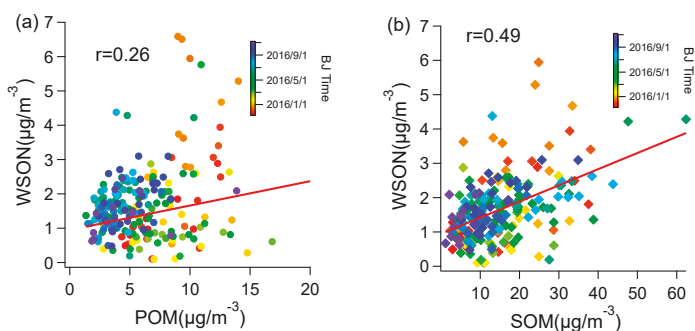 (a)
r=0.26
7
6
5
4
3
2
1
0
WSON(µg/m⁻³)
0 5 10 15 20
POM(µg/m⁻³)
2016/9/1
2016/5/1
2016/1/1
BJ Time
(b)
r=0.49
7
6
5
4
3
2
1
0
WSON(µg/m⁻³)
10 20 30 40 50 60
SOM(µg/m⁻³)
2016/9/1
2016/5/1
2016/1/1
BJ Time